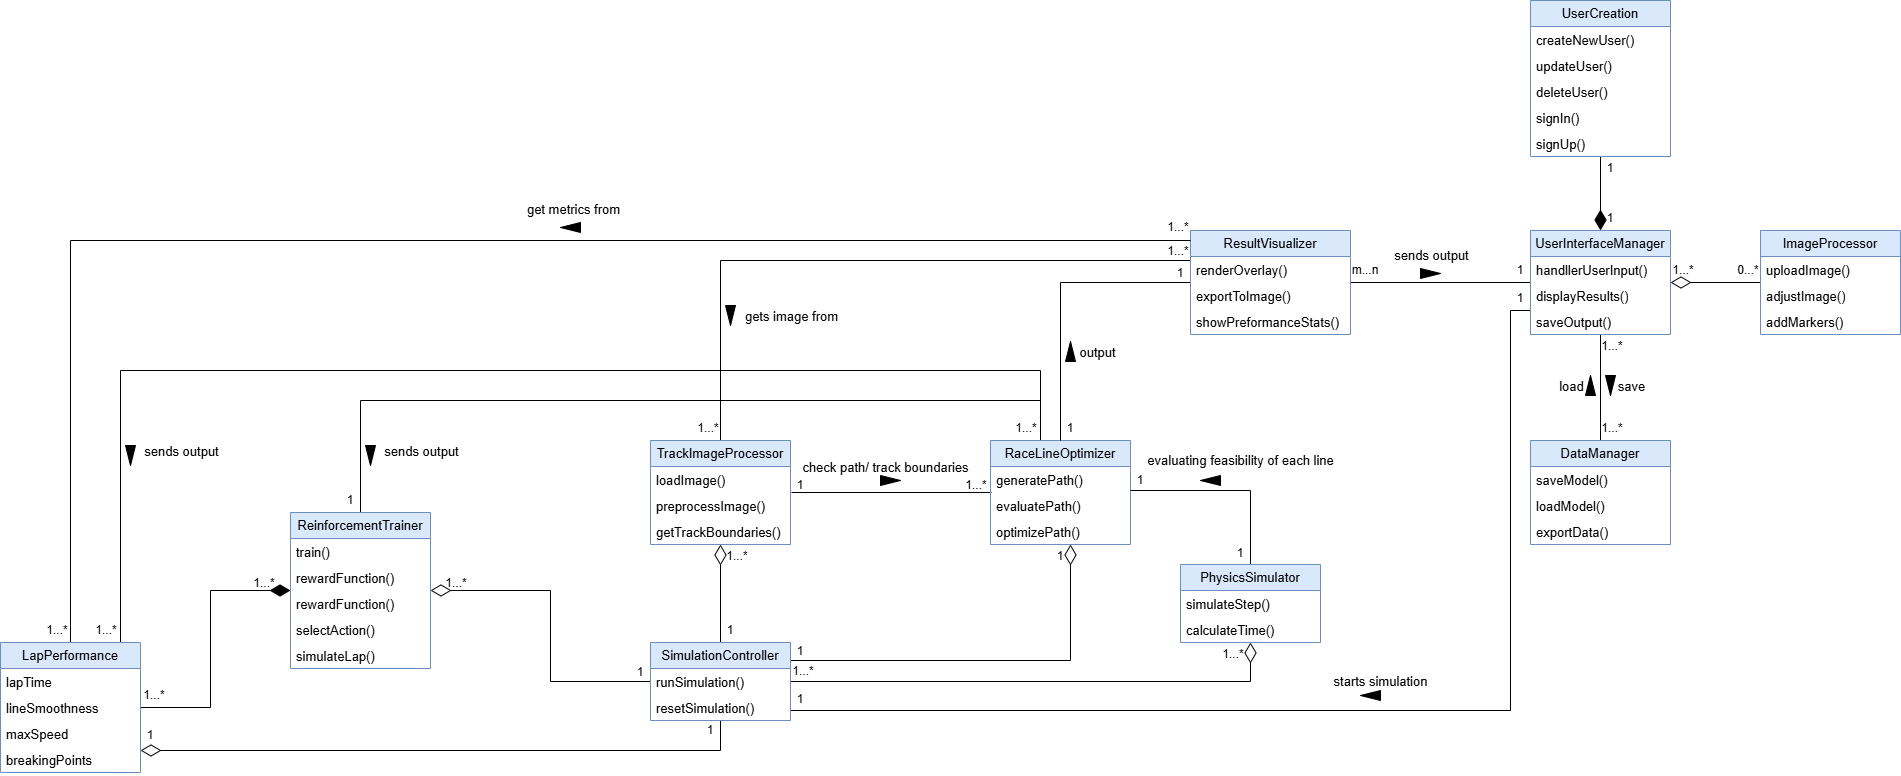 UserCreation
createNewUser()
updateUser()
deleteUser()
signIn()
signUp()
1
1
get metrics from
1...*
1...*
1
ResultVisualizer
renderOverlay()
exportToImage()
showPreformanceStats()
m...n
sends output
1
1
UserInterfaceManager
handllerUserInput()
displayResults()
saveOutput()
1...*
0...*
ImageProcessor
uploadImage()
adjustImage()
addMarkers()
gets image from
output
1...*
load
save
1...*
DataManager
saveModel()
loadModel()
exportData()
sends output
sends output
1...*
TrackImageProcessor
loadImage()
preprocessImage()
getTrackBoundaries()
check path/ track boundaries
1
1...*
1...*
1
RaceLineOptimizer
generatePath()
evaluatePath()
optimizePath()
evaluating feasibility of each line
1
1
1
ReinforcementTrainer
train()
rewardFunction()
rewardFunction()
selectAction()
simulateLap()
1...*
1...*
1...*
1
PhysicsSimulator
simulateStep()
calculateTime()
1...*
1...*
1...*
LapPerformance
lapTime
lineSmoothness
maxSpeed
breakingPoints
1...*
1
1
1
SimulationController
runSimulation()
resetSimulation()
1
1...*
1
1
starts simulation